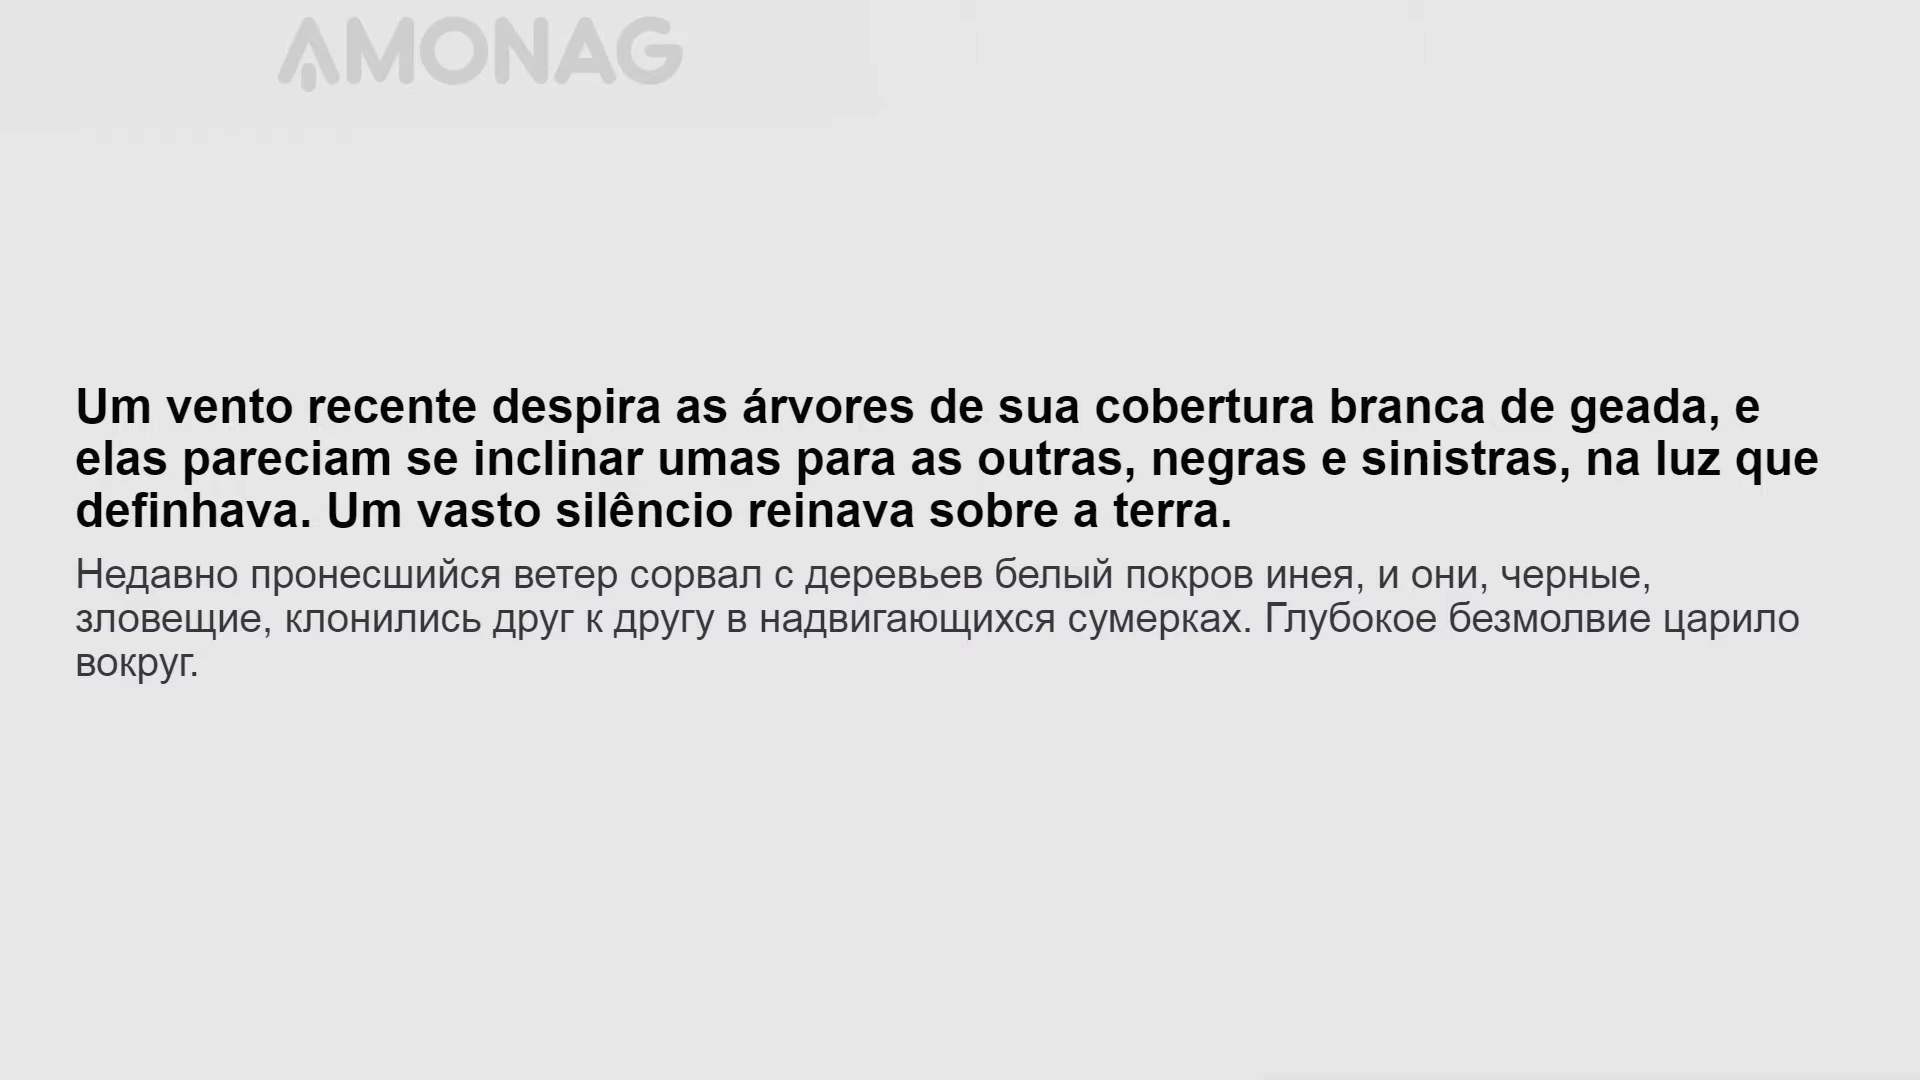 AMONAG
Um vento recente despira as árvores de sua cobertura branca de geada, e
elas pareciam se inclinar umas para as outras, negras e sinistras, na luz que
definhava. Um vasto silêncio reinava sobre a terra.
Недавно пронесшийся ветер сорвал с деревьев белый покров инея, и они, черные,
зловещие, клонились друг к другу в надвигающихся сумерках. Глубокое безмолвие царило
вокруг.